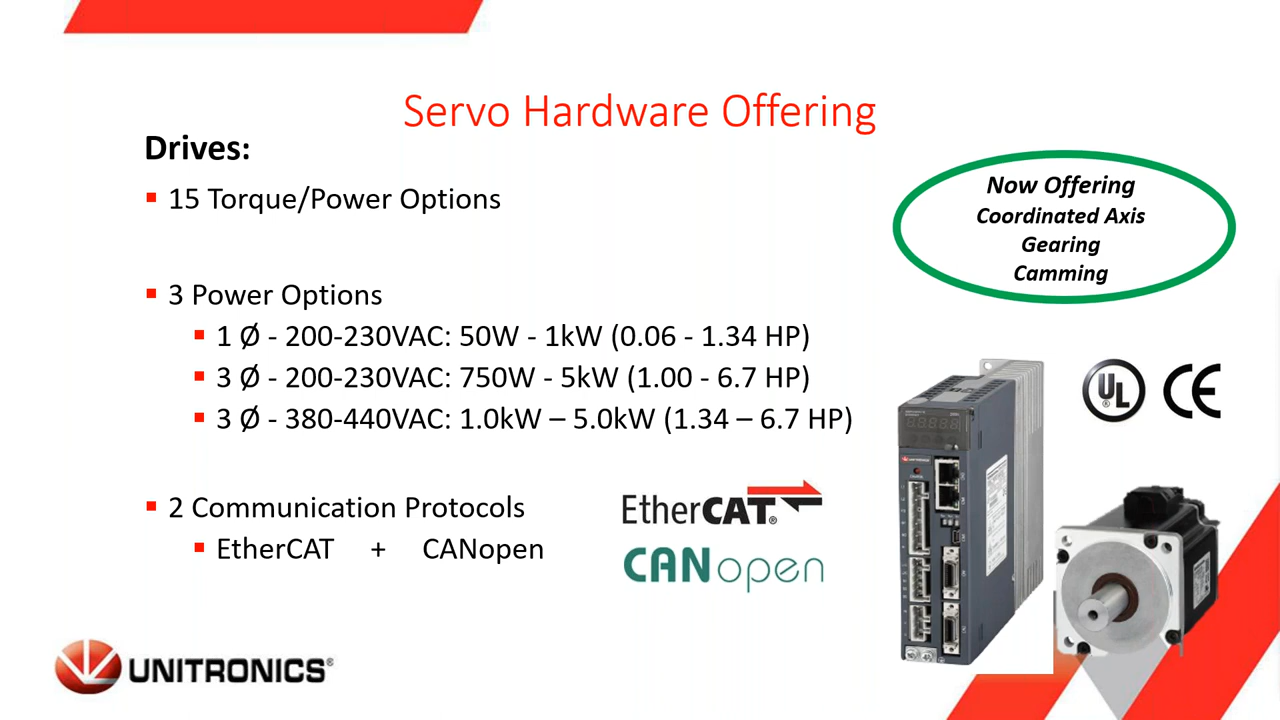 Servo Hardware Offering
Drives:
15 Torque/Power Options
3 Power Options
1 Ø - 200-230VAC: 50W - 1kW (0.06 - 1.34 HP)
3 Ø - 200-230VAC: 750W - 5kW (1.00 - 6.7 HP)
3 Ø - 380-440VAC: 1.0kW – 5.0kW (1.34 – 6.7 HP)
2 Communication Protocols
EtherCAT + CANopen
Now Offering
Coordinated Axis
Gearing
Camming
EtherCAT®
CANopen
UL®
CE
UNITRONICS
UNITRONICS®